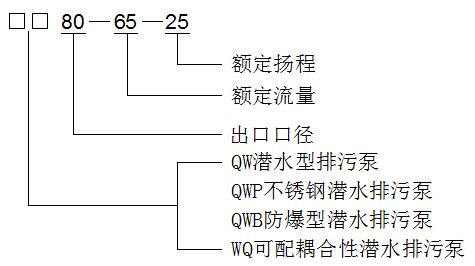 □□ 80—65—25
额定扬程
额定流量
出口口径
QW潜水型排污泵
QWP不锈钢潜水排污泵
QWB防爆型潜水排污泵
WQ可配耦合性潜水排污泵